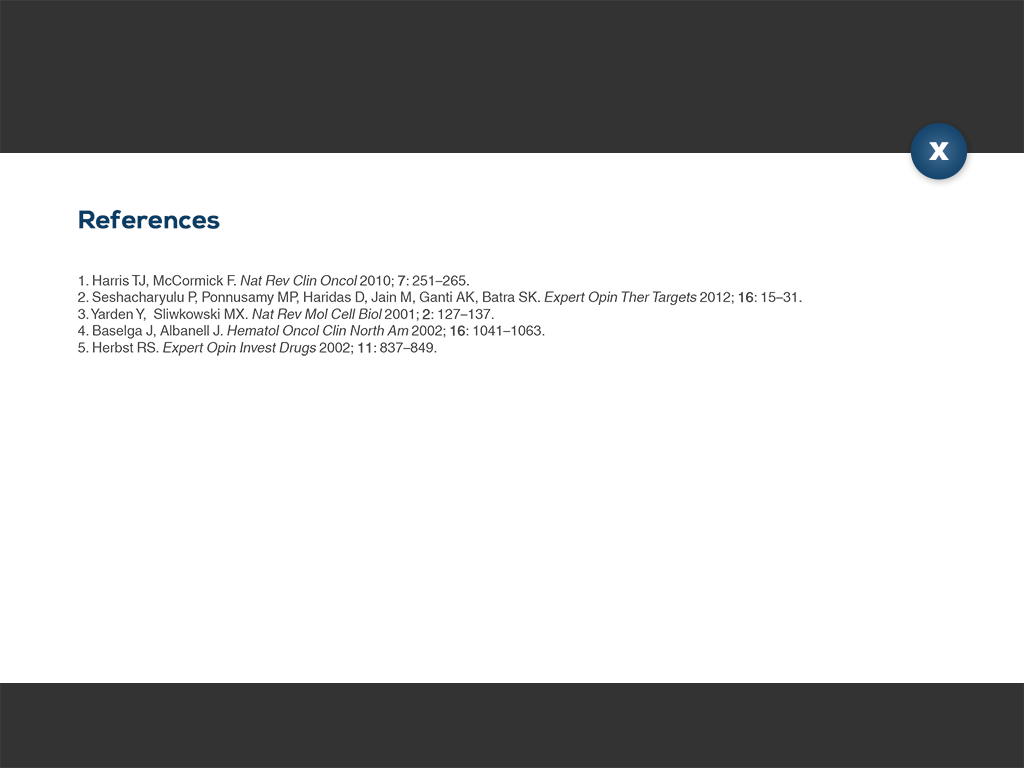 X
References
1. Harris TJ, McCormick F. Nat Rev Clin Oncol 2010; 7: 251–265.
2. Seshacharyulu P, Ponnusamy MP, Haridas D, Jain M, Ganti AK, Batra SK. Expert Opin Ther Targets 2012; 16: 15–31.
3. Yarden Y,  Sliwkowski MX. Nat Rev Mol Cell Biol 2001; 2: 127–137.
4. Baselga J, Albanell J. Hematol Oncol Clin North Am 2002; 16: 1041–1063.
5. Herbst RS. Expert Opin Invest Drugs 2002; 11: 837–849.